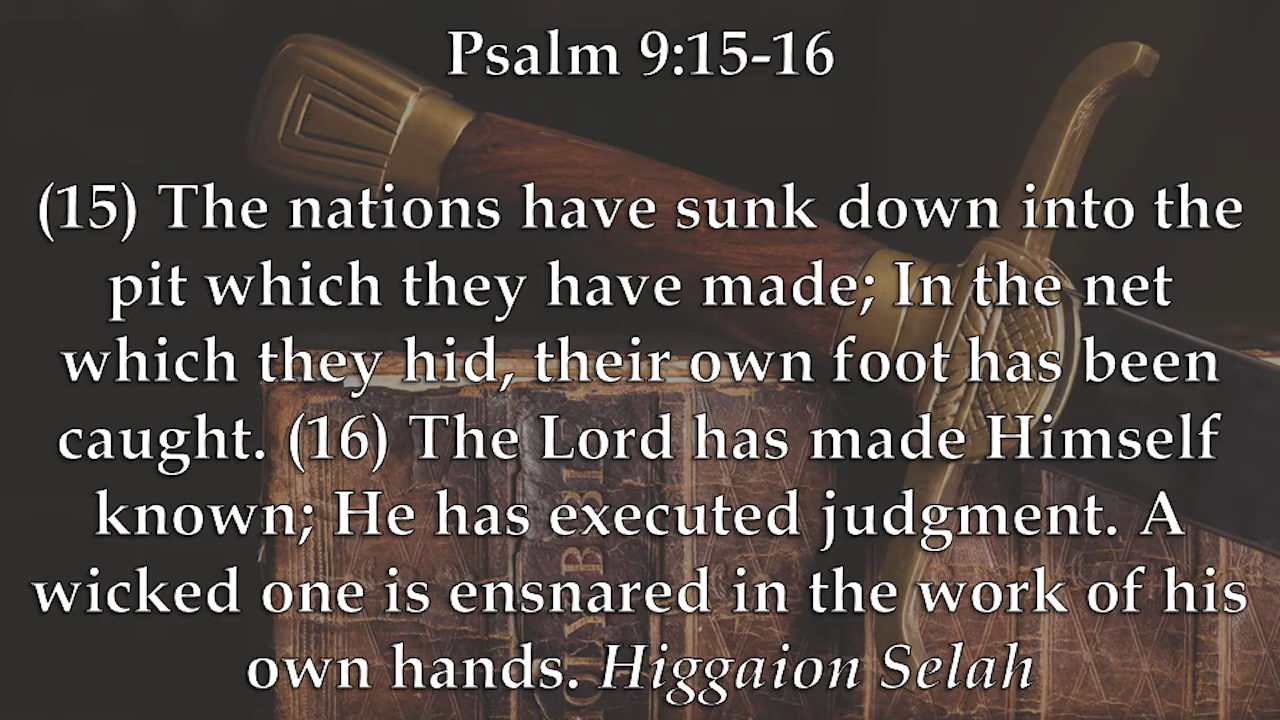 Psalm 9:15-16
(15) The nations have sunk down into the
pit which they have made; In the net
which they hid, their own foot has been
caught. (16) The Lord has made Himself
known; He has executed judgment. A
wicked one is ensnared in the work of his
own hands. Higgaion Selah